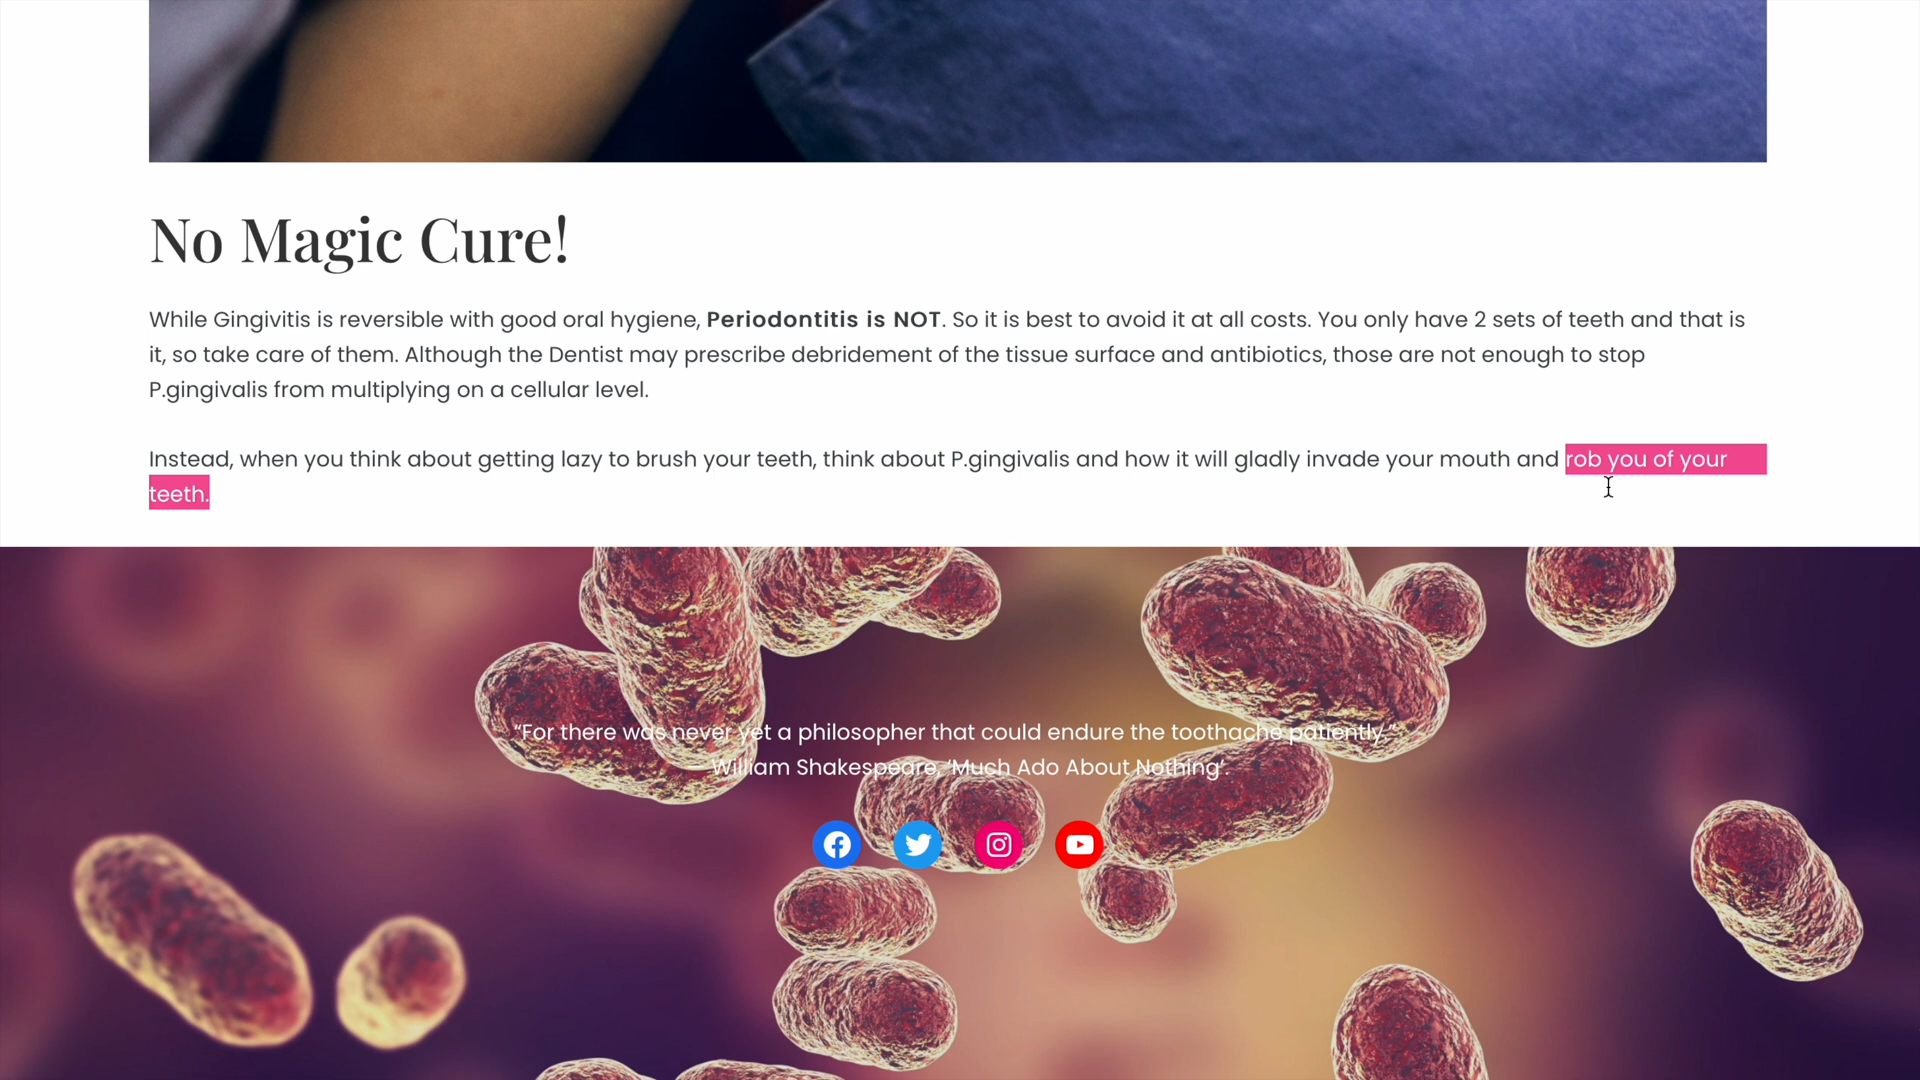 No Magic Cure!
While Gingivitis is reversible with good oral hygiene, Periodontitis is NOT. So it is best to avoid it at all costs. You only have 2 sets of teeth and that is
it, so take care of them. Although the Dentist may prescribe debridement of the tissue surface and antibiotics, those are not enough to stop
P.gingivalis from multiplying on a cellular level.
Instead, when you think about getting lazy to brush your teeth, think about P.gingivalis and how it will gladly invade your mouth and rob you of your
teeth.
“For there was never yet a philosopher that could endure the toothache patiently.”
— William Shakespeare, ‘Much Ado About Nothing’.